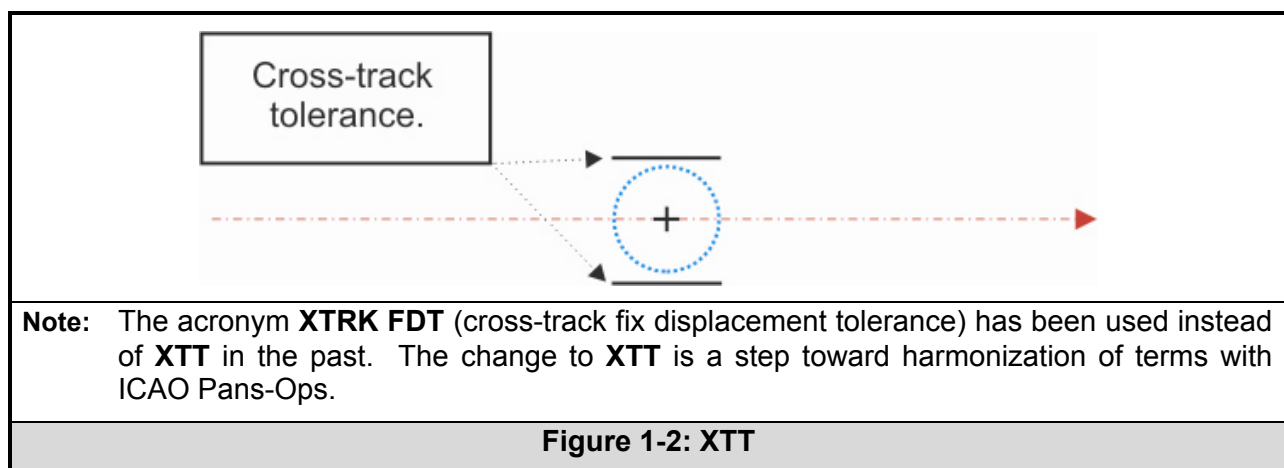 Cross-track
tolerance.
Note: The acronym XTRK FDT (cross-track fix displacement tolerance) has been used instead
of XTT in the past. The change to XTT is a step toward harmonization of terms with
ICAO Pans-Ops.
Figure 1-2: XTT